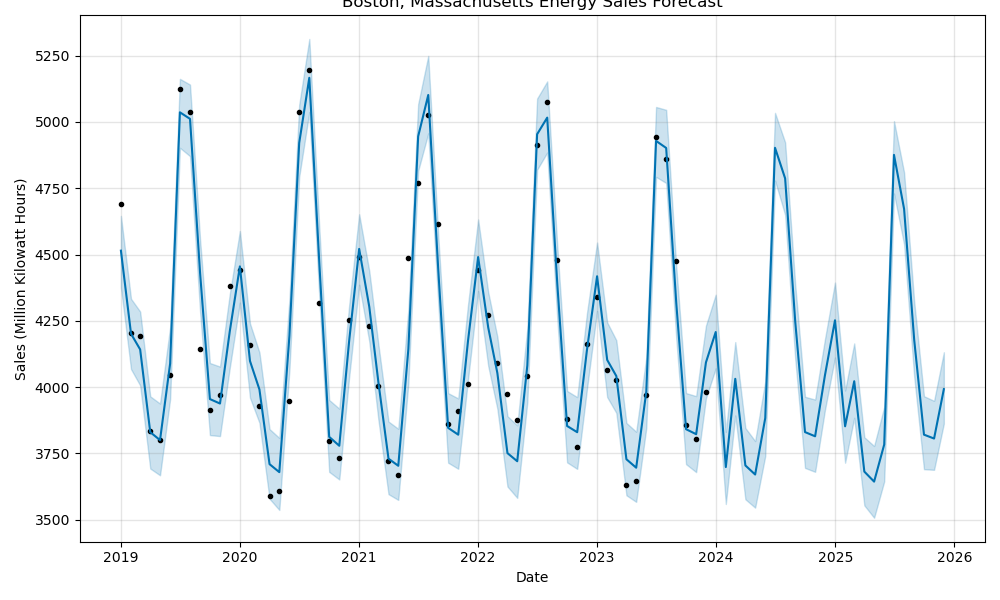 Boston, Massachusetts Energy Sales Forecast
Sales (Million Kilowatt Hours)
5250
5000
4750
4500
4250
4000
3750
3500
2019 2020 2021 2022 2023 2024 2025 2026
Date